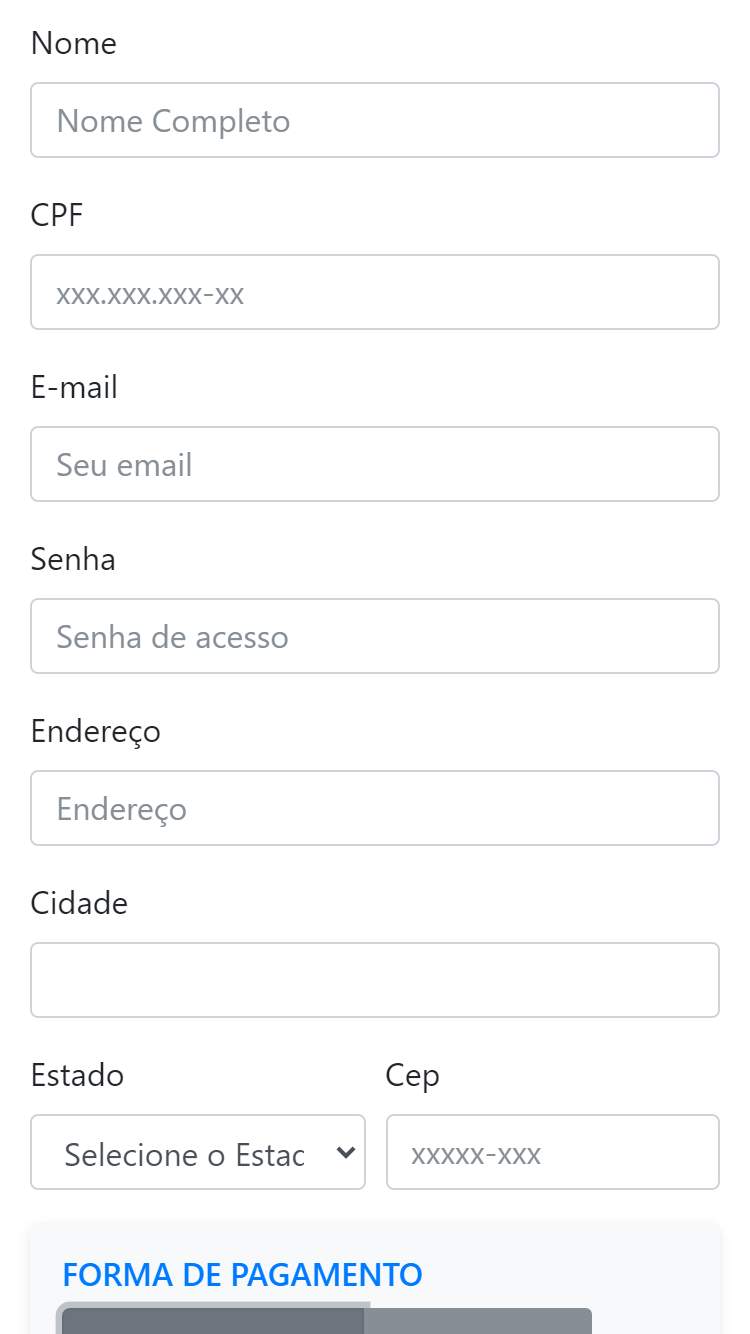 Nome
Nome Completo
CPF
xxx.xxx.xxx-xx
E-mail
Seu email
Senha
Senha de acesso
Endereço
Endereço
Cidade
Estado Cep
Selecione o Estac xxxxx-xxx
FORMA DE PAGAMENTO